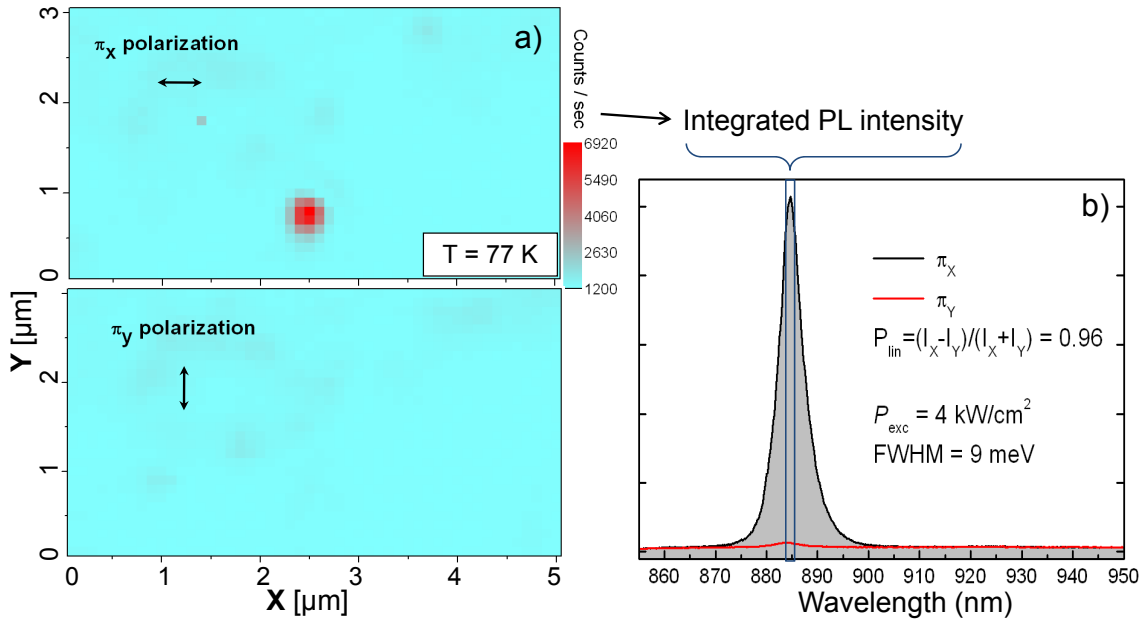 a)
πx polarization
T = 77 K
3
2
1
0
Counts / sec
6920
5490
4060
2630
1200
πy polarization
2
1
0
Y [µm]
0
1
2
3
4
5
X [µm]
Integrated PL intensity
b)
πX
πY
Plin=(IX-IY)/(IX+IY) = 0.96
Pexc = 4 kW/cm²
FWHM = 9 meV
860 870 880 890 900 910 920 930 940 950
Wavelength (nm)